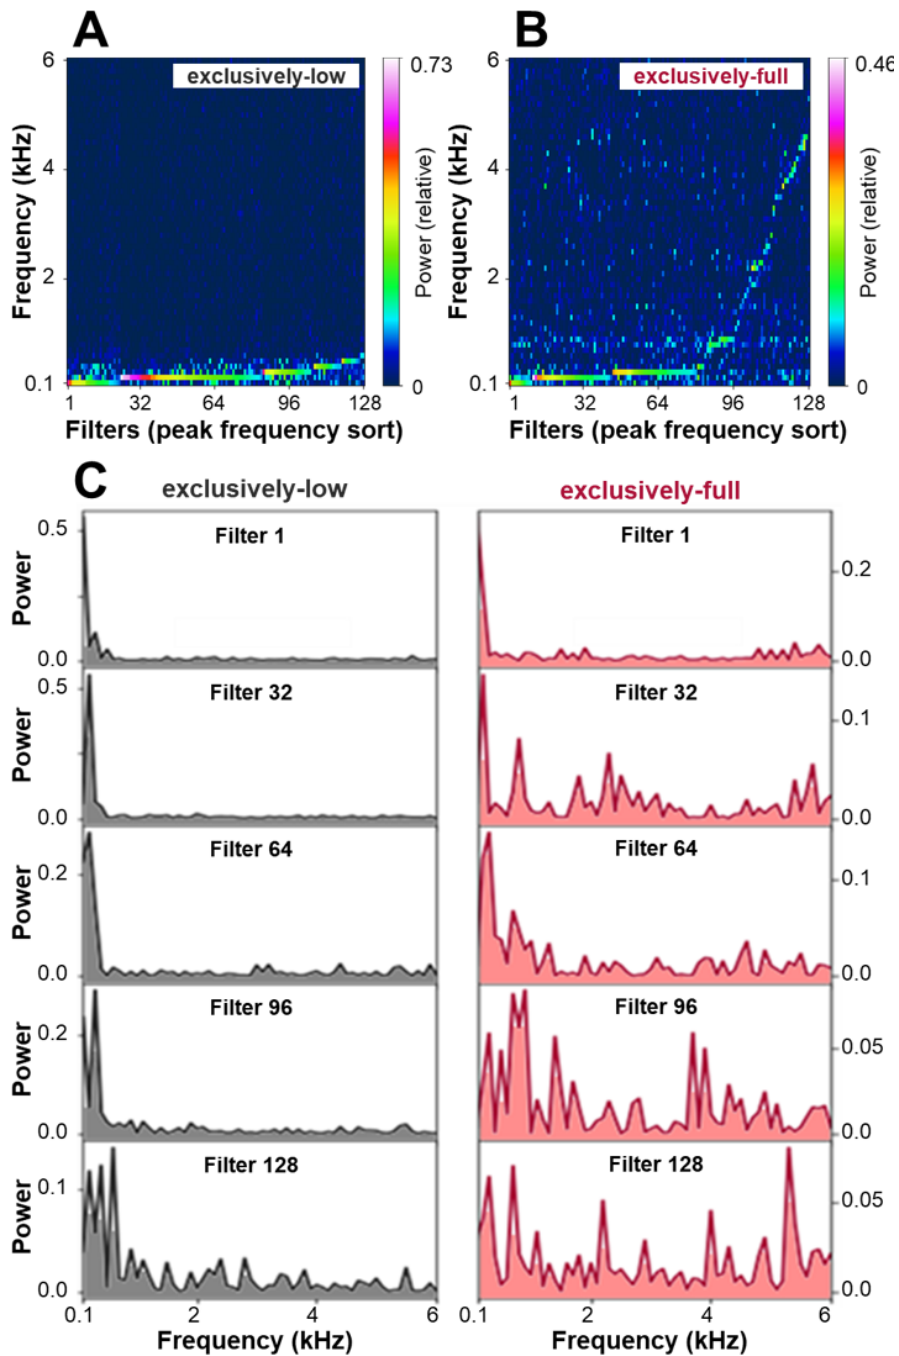 A
B
6
exclusively-low
0.73
6
exclusively-full
0.46
Frequency (kHz)
4
Power (relative)
Frequency (kHz)
4
Power (relative)
2
2
0.1
0
0.1
0
1 32 64 96 128
1 32 64 96 128
Filters (peak frequency sort)
Filters (peak frequency sort)
C
exclusively-low
exclusively-full
Power
0.5
0.0
Filter 1
Filter 1
0.2
0.0
Power
0.5
0.0
Filter 32
Filter 32
0.1
0.0
Power
0.2
0.0
Filter 64
Filter 64
0.1
0.0
Power
0.2
0.0
Filter 96
Filter 96
0.05
0.0
Power
0.1
0.0
Filter 128
Filter 128
0.05
0.0
0.1 2 4 6
0.1 2 4 6
Frequency (kHz)
Frequency (kHz)